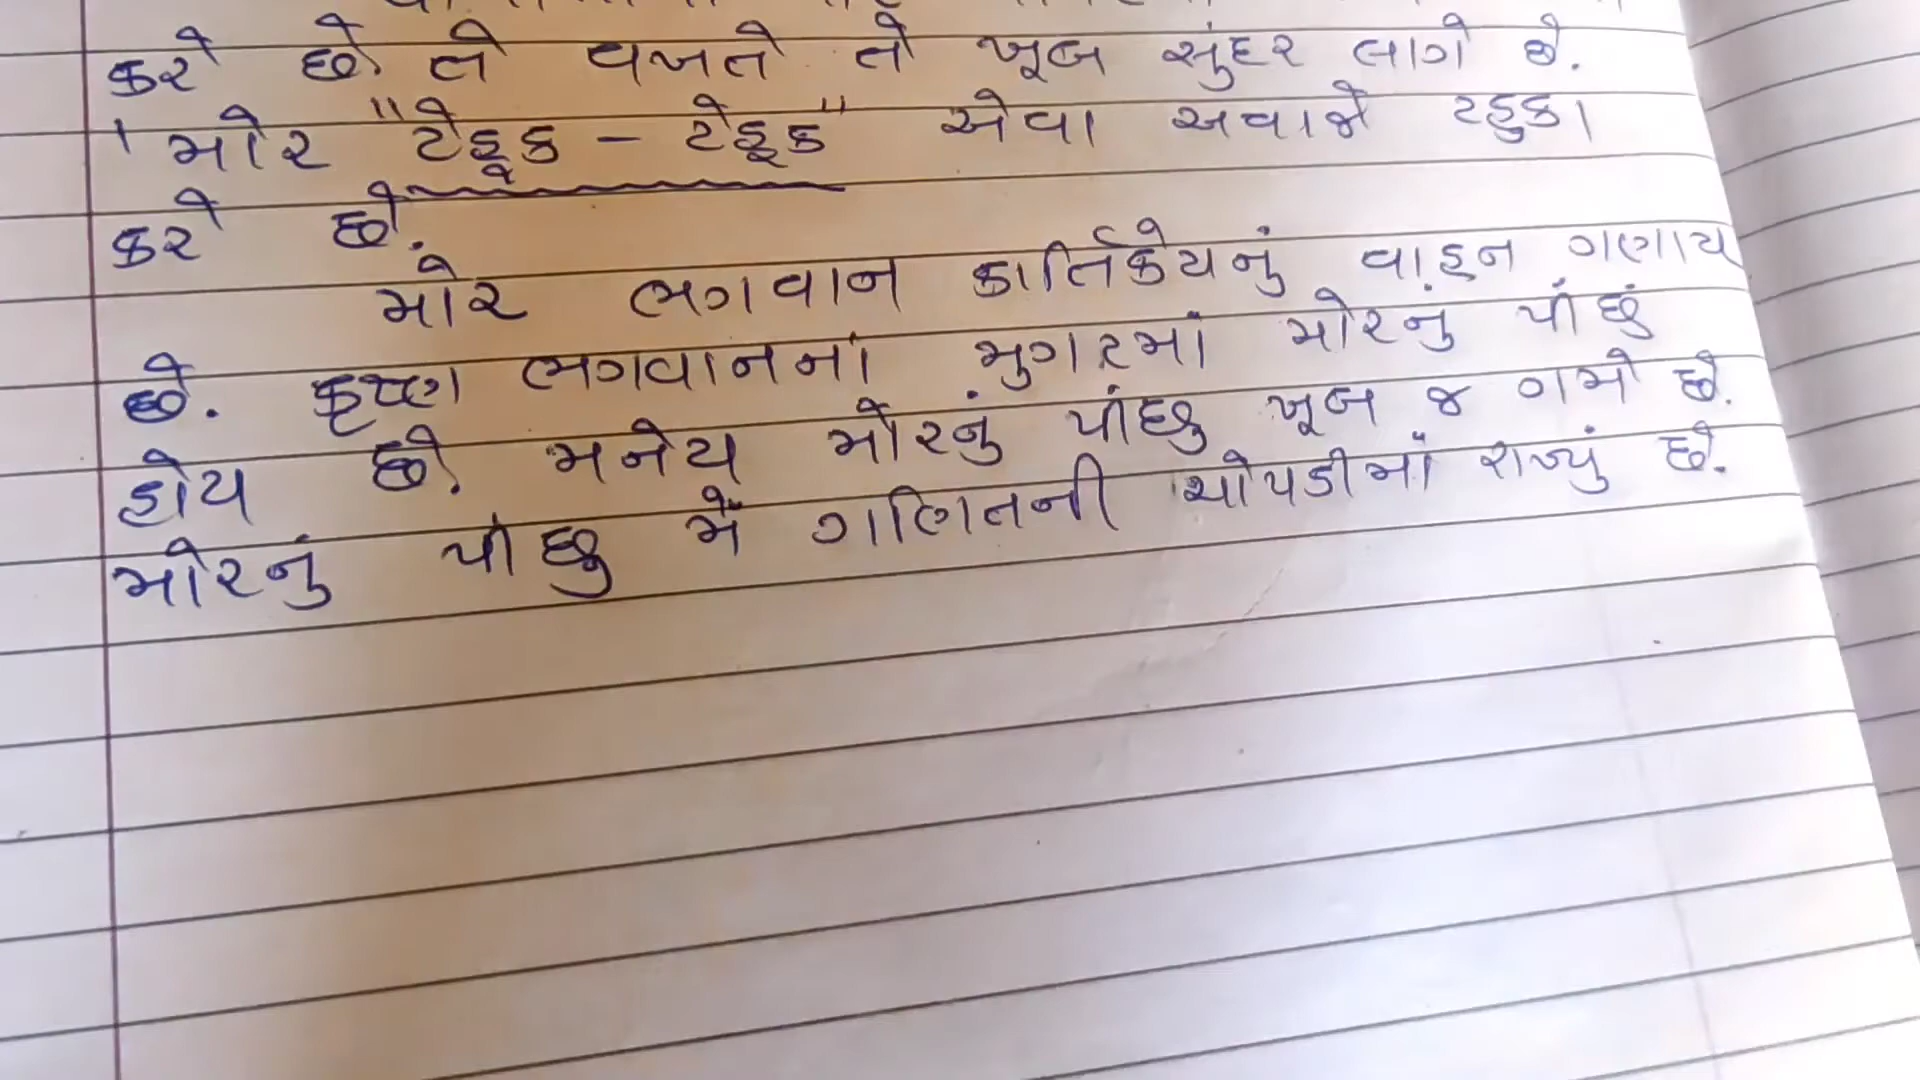 કરે છે. તે વખતે તે ખૂબ સુંદર લાગે છે.
મોર "ટેહૂક - ટેહૂક" એવા અવાજે ટહુકા
કરે છે.
મોર ભગવાન કાર્તિકેયનું વાહન ગણાય
છે. કૃષ્ણ ભગવાનનાં મુગટમાં મોરનું પીંછું
હોય છે. મનેય મોરનું પીંછુ ખૂબ જ ગમે છે.
મોરનું પીંછુ મેં ગણિતની ચોપડીમાં રાખ્યું છે.